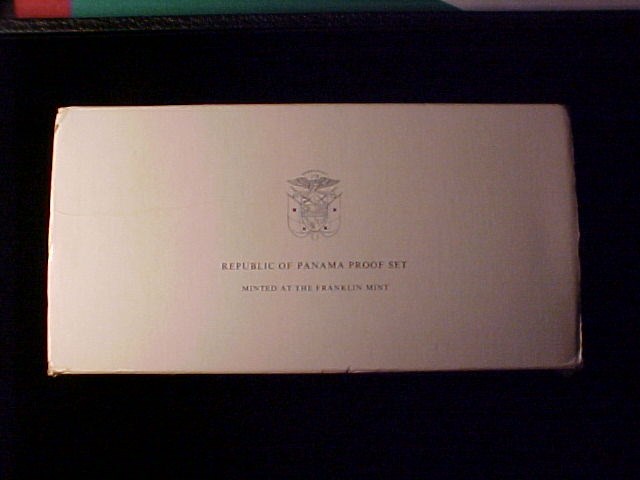 REPUBLIC OF PANAMA PROOF SET
MINTED AT THE FRANKLIN MINT